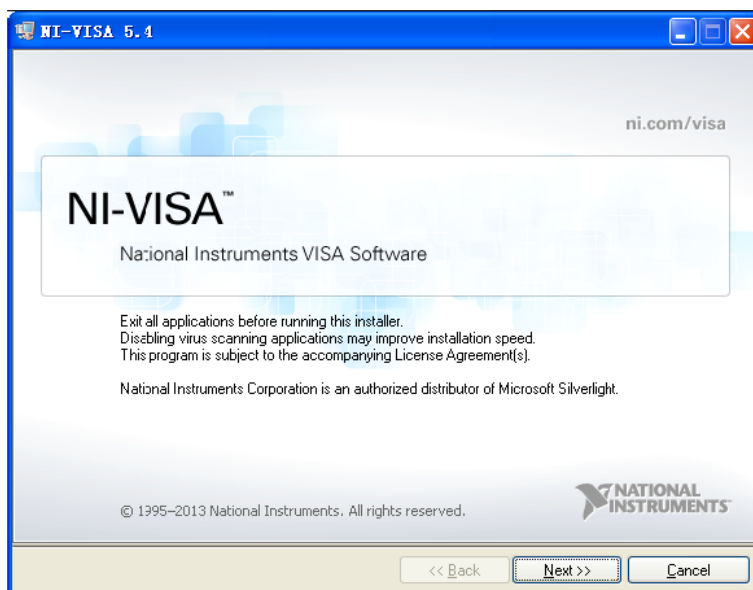 NI-VISA 5.4
ni.com/visa
NI-VISA™
National Instruments VISA Software
Exit all applications before running this installer.
Disabling virus scanning applications may improve installation speed.
This program is subject to the accompanying License Agreement(s).
National Instruments Corporation is an authorized distributor of Microsoft Silverlight.
© 1995–2013 National Instruments. All rights reserved.
NATIONAL
INSTRUMENTS™
<< Back Next >> Cancel